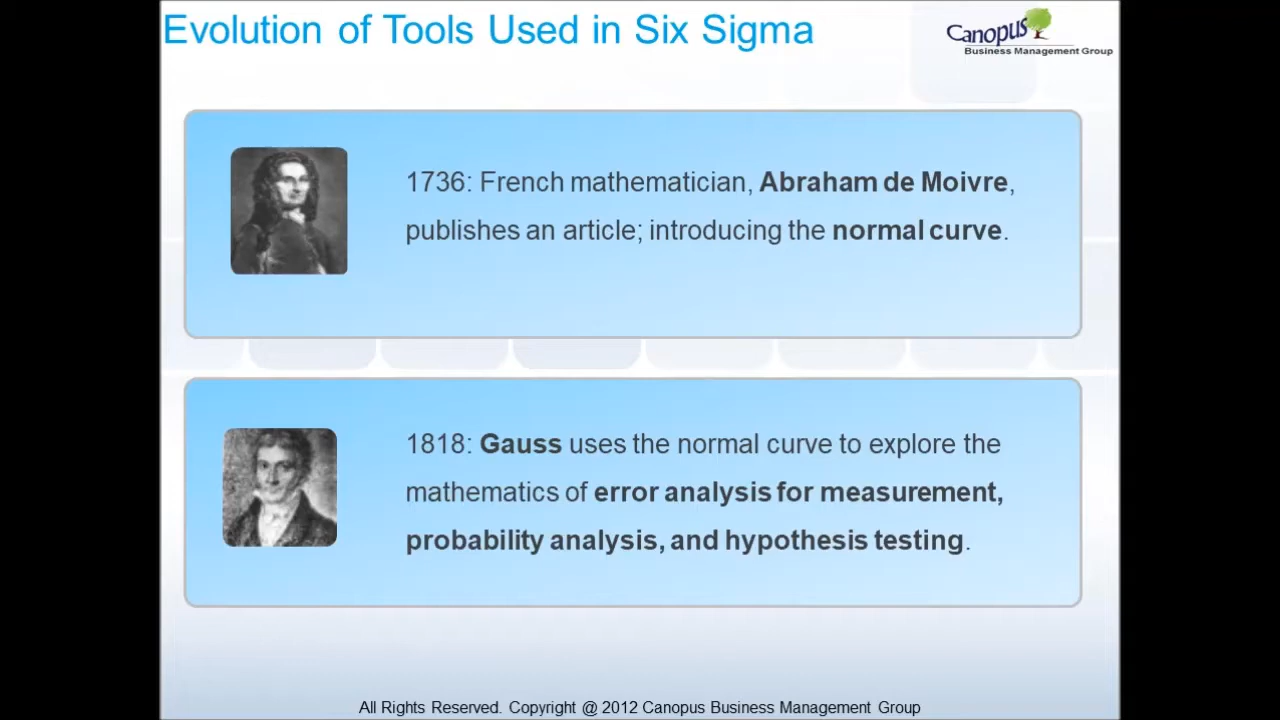 Evolution of Tools Used in Six Sigma
Canopus
Business Management Group
1736: French mathematician, Abraham de Moivre,
publishes an article; introducing the normal curve.
1818: Gauss uses the normal curve to explore the
mathematics of error analysis for measurement,
probability analysis, and hypothesis testing.
All Rights Reserved. Copyright @ 2012 Canopus Business Management Group